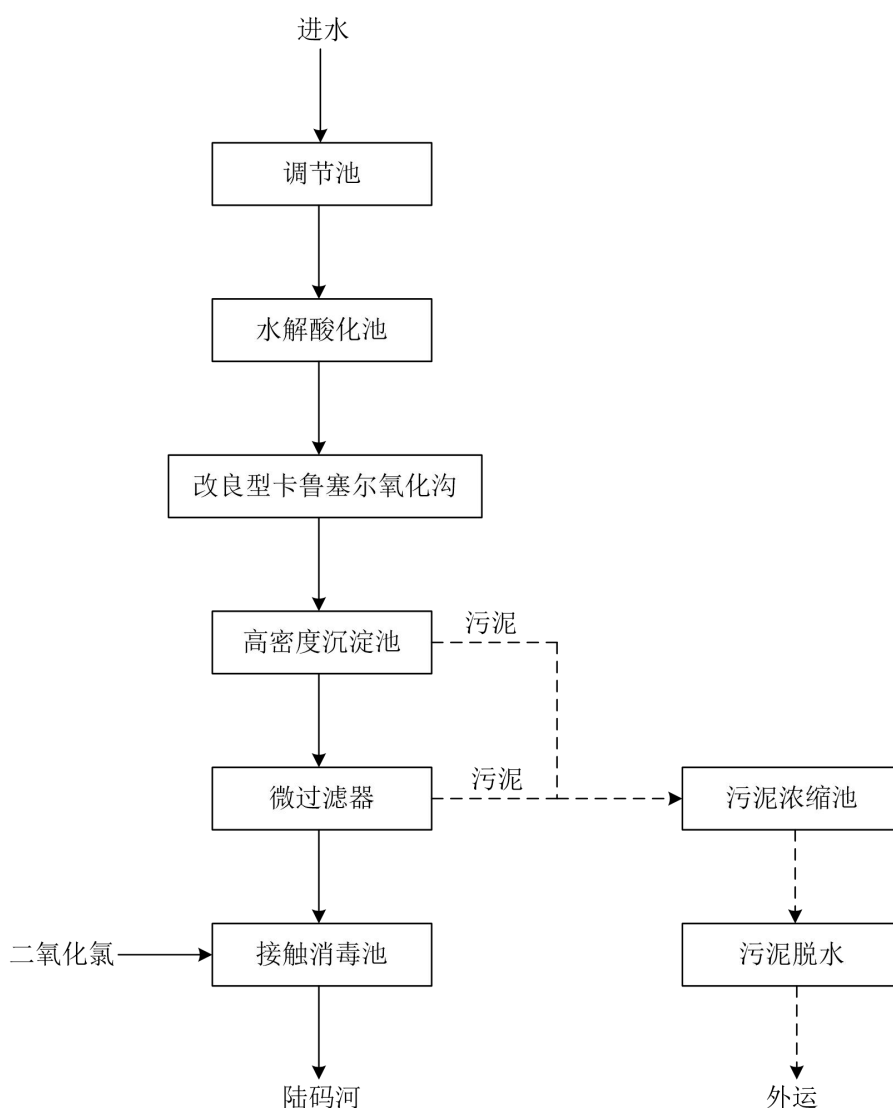 进水
调节池
水解酸化池
改良型卡鲁塞尔氧化沟
高密度沉淀池
污泥
微过滤器
污泥
污泥浓缩池
二氧化氯
接触消毒池
污泥脱水
陆码河
外运